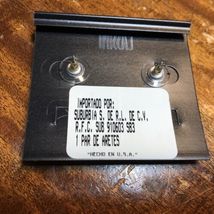 IMPORTADO POR:
SUBURBIA S. DE R.L. DE C.V.
R.F.C. SUB 910603 SB3
1 PAR DE ARETES
"HECHO EN U.S.A."